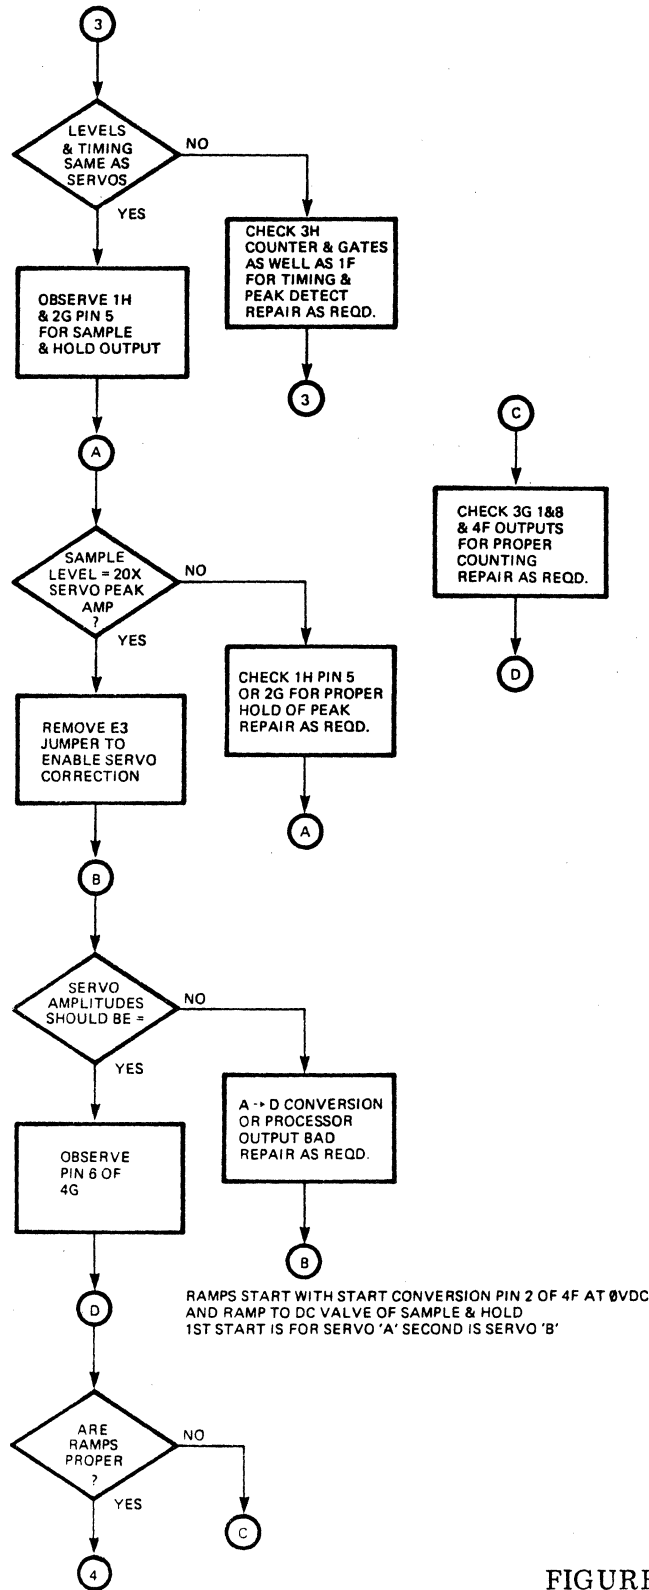 3
LEVELS
& TIMING
SAME AS
SERVOS
NO
YES
CHECK 3H
COUNTER & GATES
AS WELL AS 1F
FOR TIMING &
PEAK DETECT
REPAIR AS REQD.
3
OBSERVE 1H
& 2G PIN 5
FOR SAMPLE
& HOLD OUTPUT
A
SAMPLE
LEVEL = 20X
SERVO PEAK
AMP
?
NO
YES
CHECK 1H PIN 5
OR 2G FOR PROPER
HOLD OF PEAK
REPAIR AS REQD.
A
REMOVE E3
JUMPER TO
ENABLE SERVO
CORRECTION
B
SERVO
AMPLITUDES
SHOULD BE =
NO
YES
A → D CONVERSION
OR PROCESSOR
OUTPUT BAD
REPAIR AS REQD.
B
OBSERVE
PIN 6 OF
4G
D
RAMPS START WITH START CONVERSION PIN 2 OF 4F AT 0VDC
AND RAMP TO DC VALVE OF SAMPLE & HOLD
1ST START IS FOR SERVO 'A' SECOND IS SERVO 'B'
ARE
RAMPS
PROPER
?
NO
YES
C
4
C
CHECK 3G 1&8
& 4F OUTPUTS
FOR PROPER
COUNTING
REPAIR AS REQD.
D
FIGURE